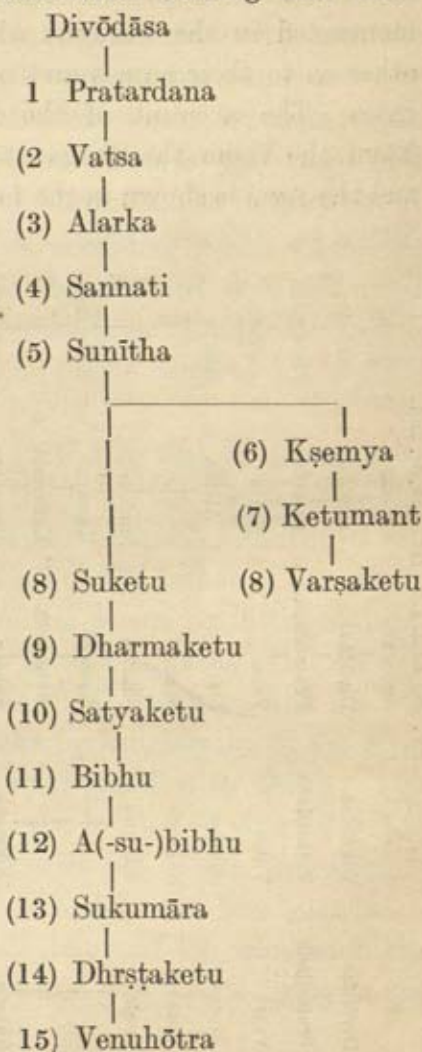 Divōdāsa
1 Pratardana
(2 Vatsa
(3) Alarka
(4) Sannati
(5) Sunītha
(6) Kṣemya
(7) Ketumant
(8) Suketu (8) Varṣaketu
(9) Dharmaketu
(10) Satyaketu
(11) Bibhu
(12) A(-su-)bibhu
(13) Sukumāra
(14) Dhrṣṭaketu
15) Venuhōtra